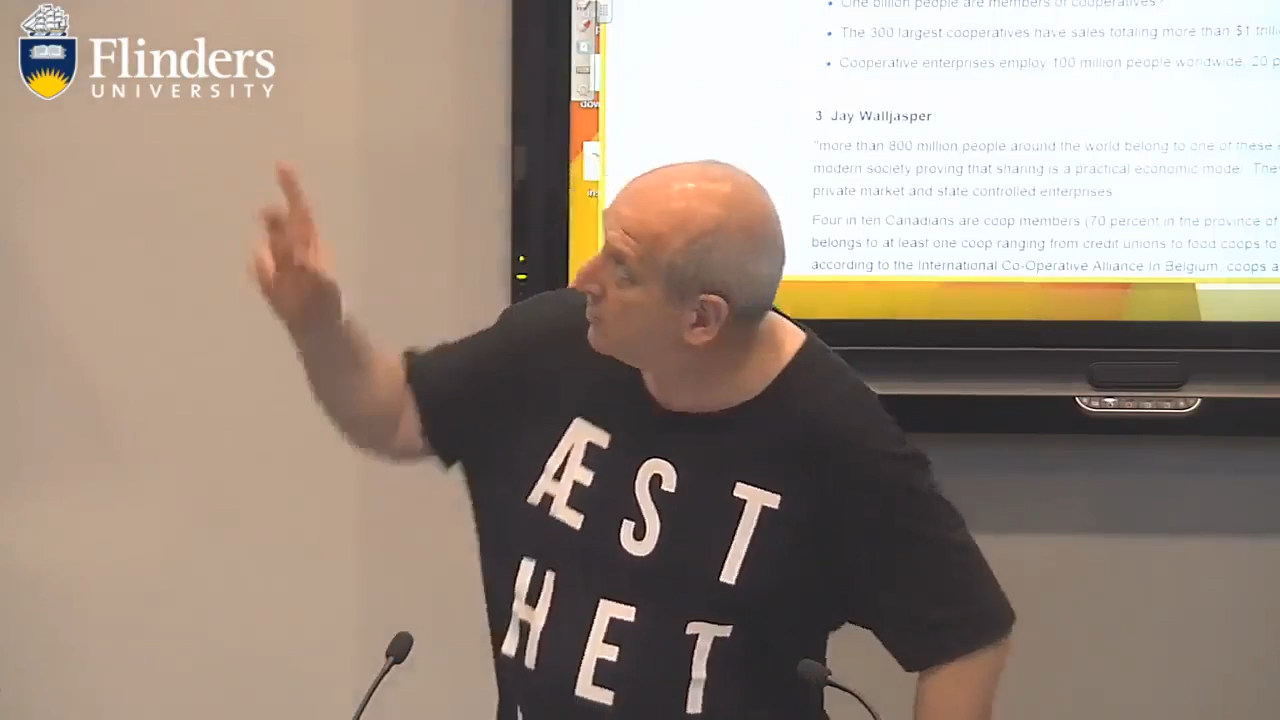 Flinders
UNIVERSITY
One billion people are members of cooperatives
The 300 largest cooperatives have sales totaling more than $1
Cooperative enterprises employ 100 million people worldwide, 20
3. Jay Walljasper
"more than 800 million people around the world belong to one of these
modern society proving that sharing is a practical economic model.
private market and state controlled enterprises
Four in ten Canadians are coop members (70 percent in the province of
belongs to at least one coop ranging from credit unions to food coops to
according to the International Co-Operative Alliance in Belgium, coops
ÆST
HET